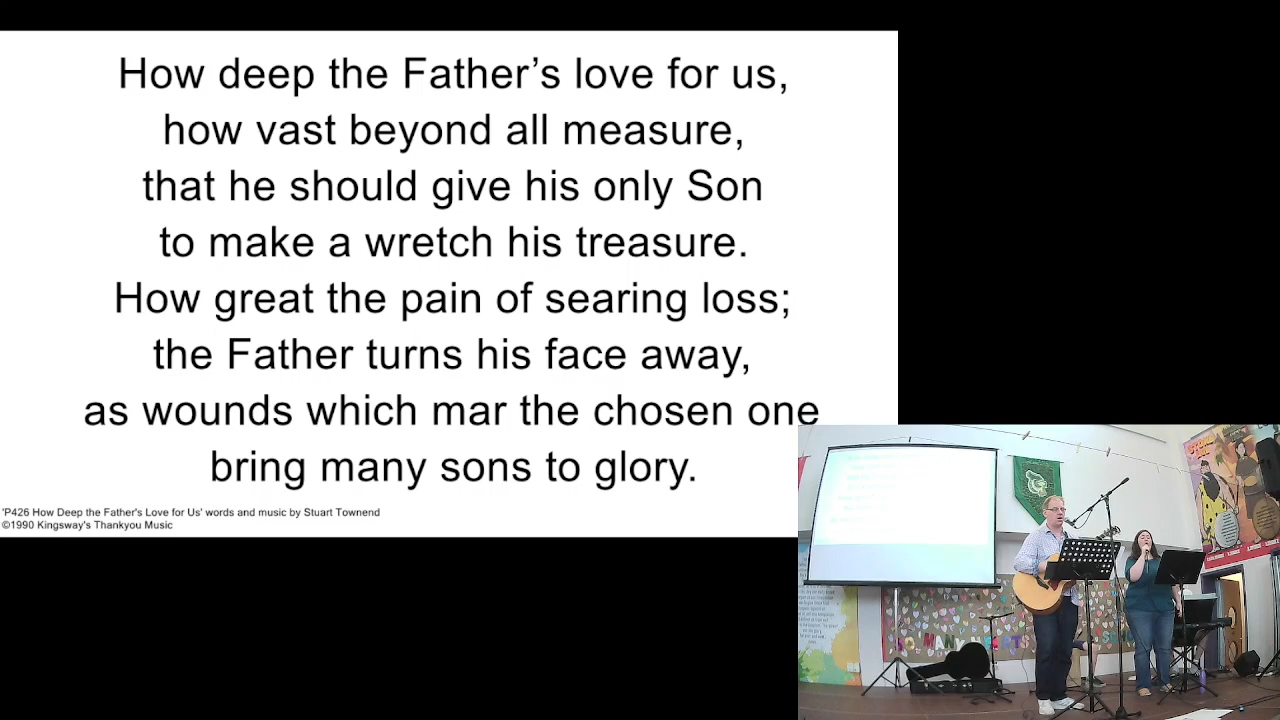 How deep the Father’s love for us,
how vast beyond all measure,
that he should give his only Son
to make a wretch his treasure.
How great the pain of searing loss;
the Father turns his face away,
as wounds which mar the chosen one
bring many sons to glory.
'P426 How Deep the Father's Love for Us' words and music by Stuart Townend
©1990 Kingsway's Thankyou Music
SO MANY HEARTS